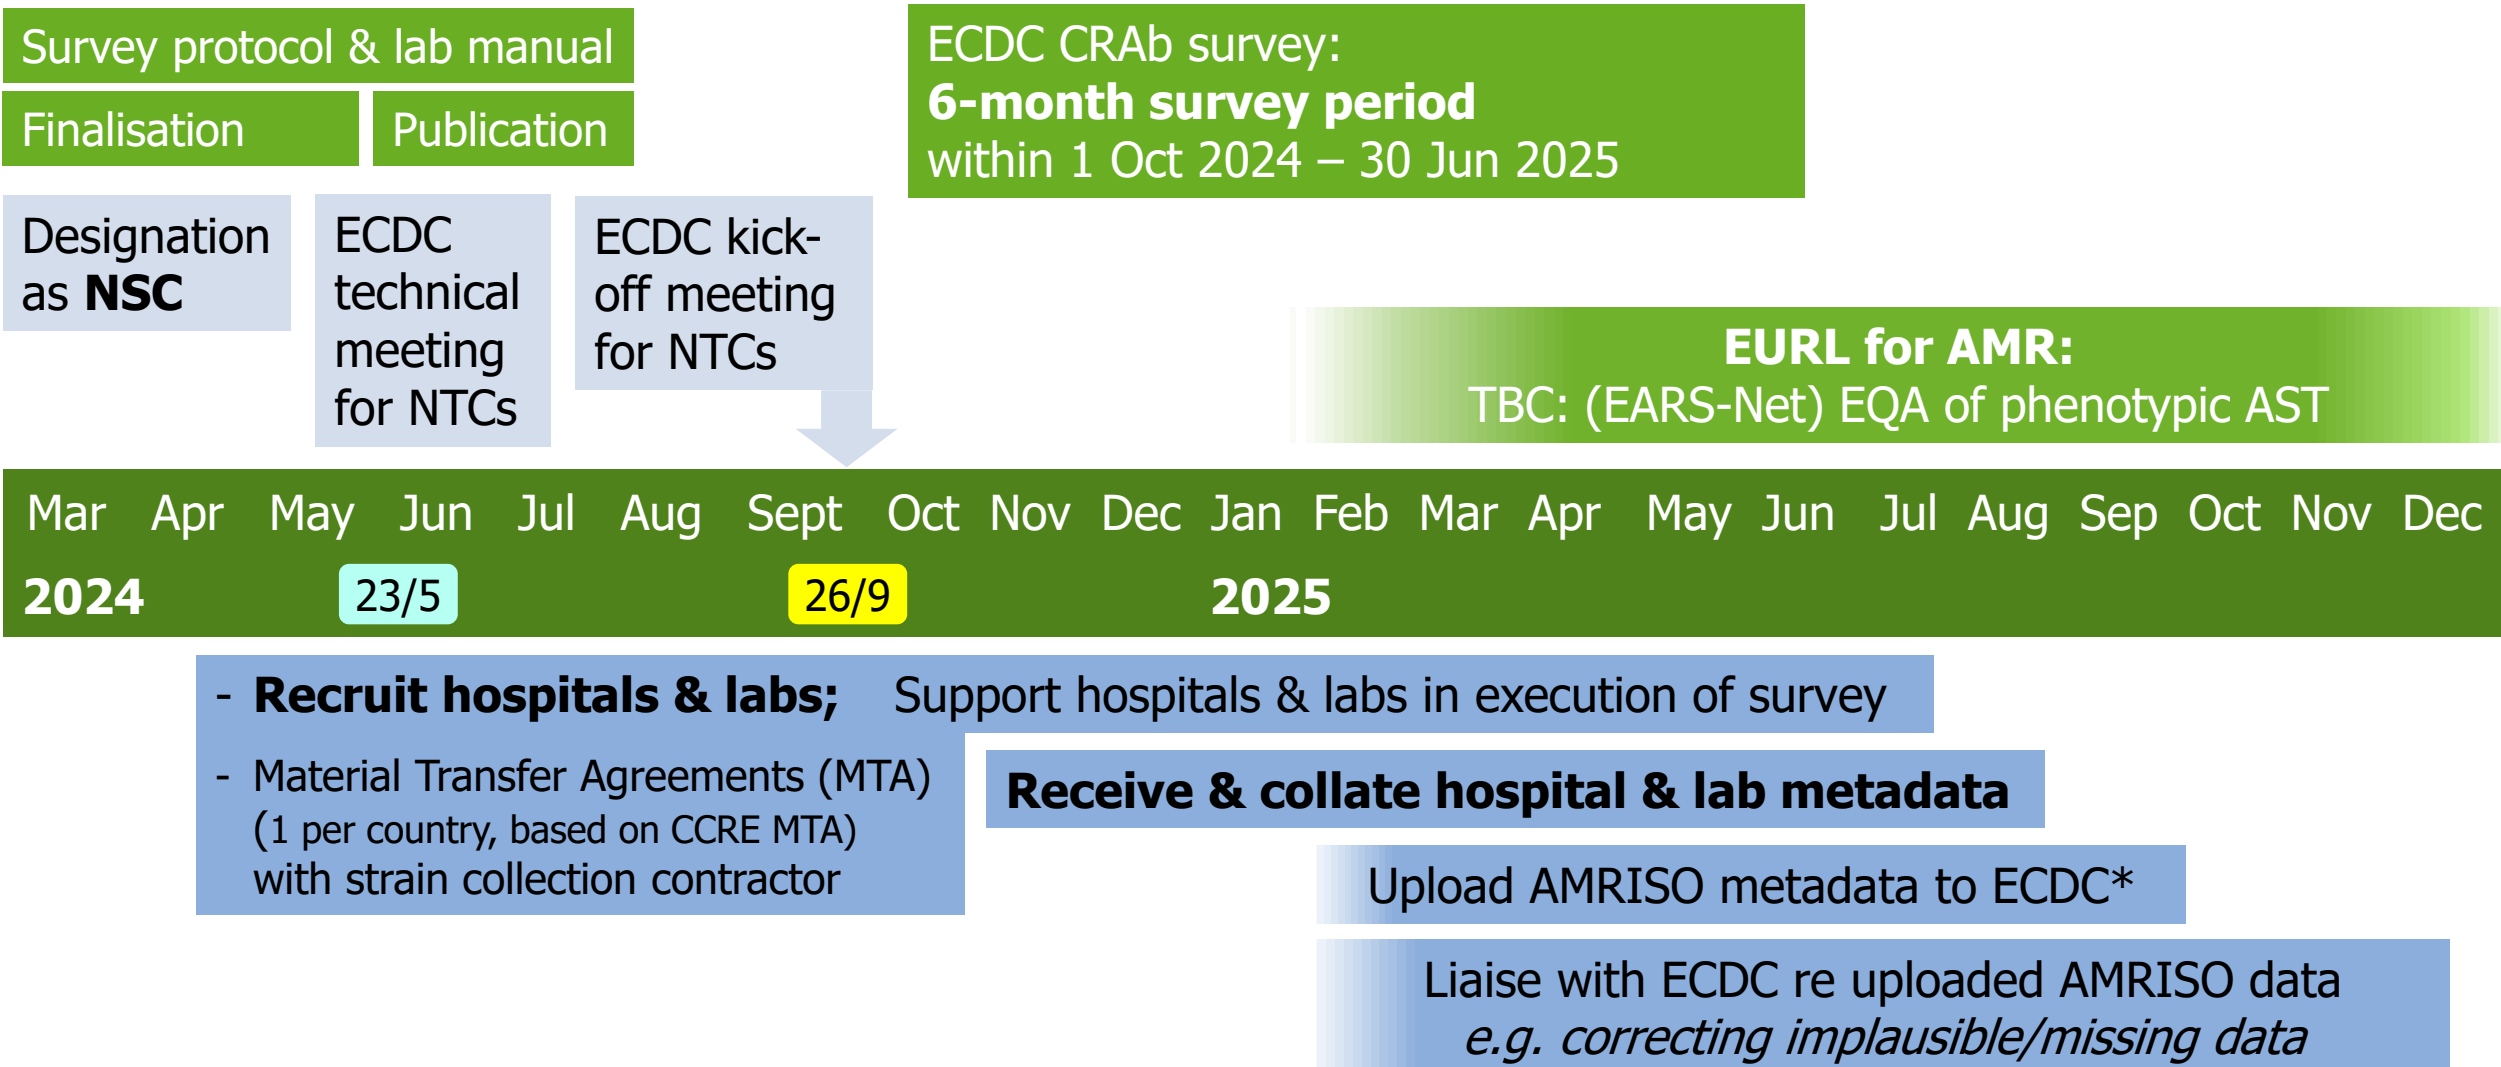 Survey protocol & lab manual
Finalisation
Publication
ECDC CRAb survey:
6-month survey period
within 1 Oct 2024 – 30 Jun 2025
Designation
as NSC
ECDC
technical
meeting
for NTCs
ECDC kick-
off meeting
for NTCs
EURL for AMR:
TBC: (EARS-Net) EQA of phenotypic AST
Mar Apr May Jun Jul Aug Sept Oct Nov Dec Jan Feb Mar Apr May Jun Jul Aug Sep Oct Nov Dec
2024 23/5 26/9 2025
- Recruit hospitals & labs; Support hospitals & labs in execution of survey
- Material Transfer Agreements (MTA)
(1 per country, based on CCRE MTA)
with strain collection contractor
Receive & collate hospital & lab metadata
Upload AMRISO metadata to ECDC*
Liaise with ECDC re uploaded AMRISO data
e.g. correcting implausible/missing data